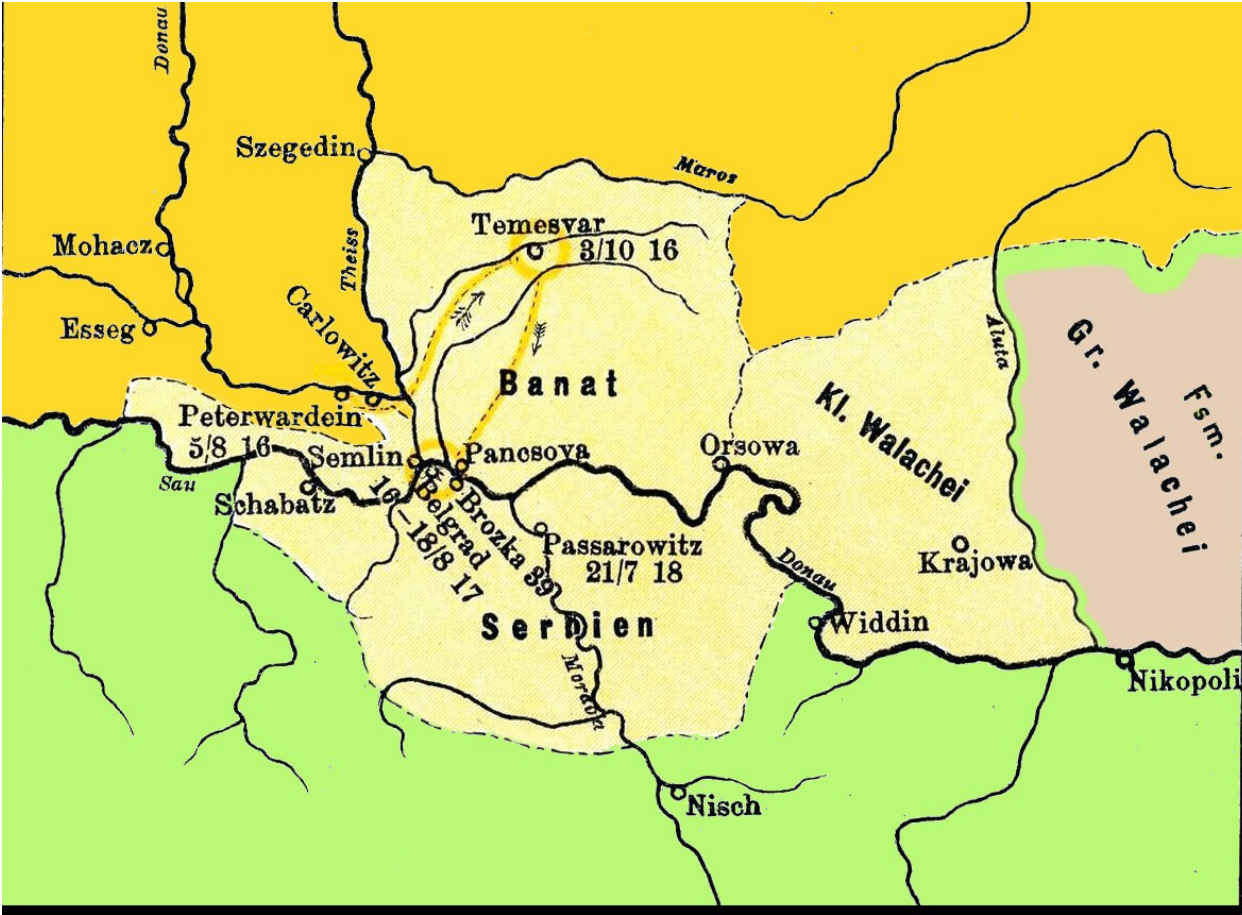 Donau
Szegedin
Maros
Temesvar
3/10 16
Mohacz
Theiss
Esseg
Carlowitz
Aluta
Gr. Walachei
Fsm.
Banat
Kl. Walachei
Peterwardein
5/8 16
Semlin
Pancsova
Orsowa
Sau
Schabatz
Belgrad
16–18/8 17
Brozka 39
Passarowitz
21/7 18
Donau
Krajowa
Serbien
Widdin
Morava
Nikopoli
Nisch